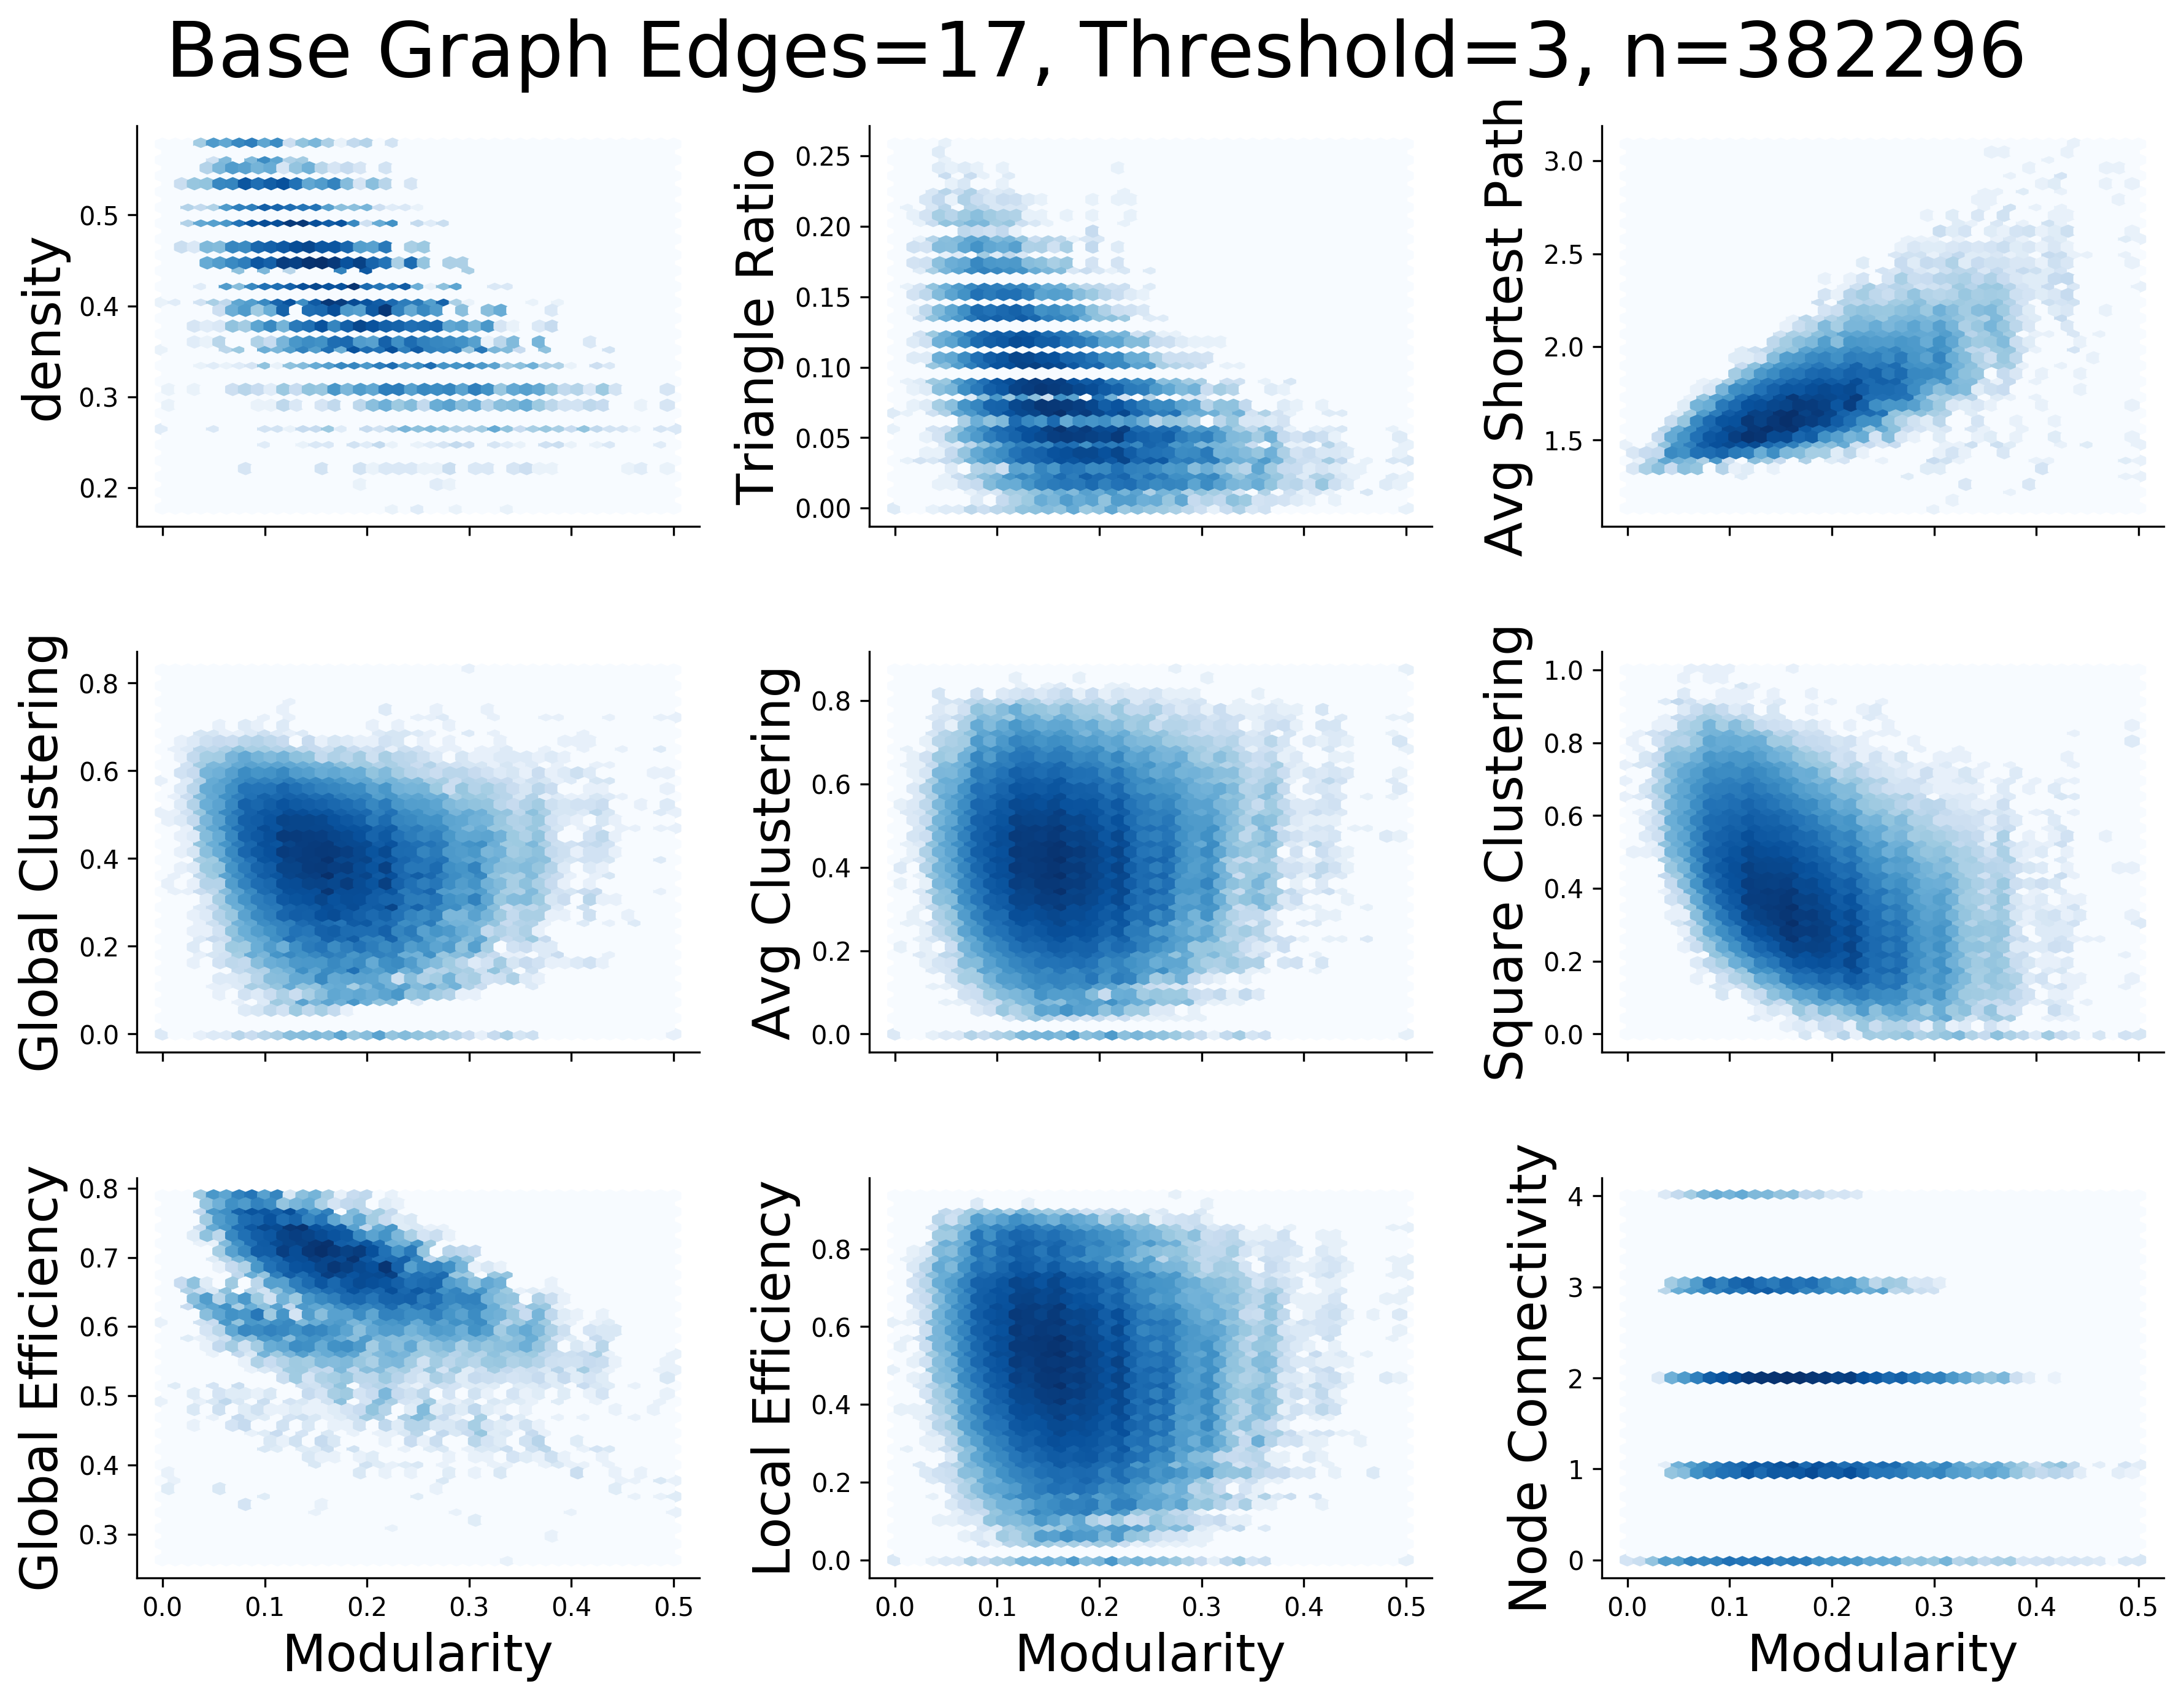 Base Graph Edges=17, Threshold=3, n=382296
density
0.5
0.4
0.3
0.2
Triangle Ratio
0.25
0.20
0.15
0.10
0.05
0.00
Avg Shortest Path
3.0
2.5
2.0
1.5
Global Clustering
0.8
0.6
0.4
0.2
0.0
Avg Clustering
0.8
0.6
0.4
0.2
0.0
Square Clustering
1.0
0.8
0.6
0.4
0.2
0.0
Global Efficiency
0.8
0.7
0.6
0.5
0.4
0.3
0.0 0.1 0.2 0.3 0.4 0.5
Modularity
Local Efficiency
0.8
0.6
0.4
0.2
0.0
0.0 0.1 0.2 0.3 0.4 0.5
Modularity
Node Connectivity
4
3
2
1
0
0.0 0.1 0.2 0.3 0.4 0.5
Modularity